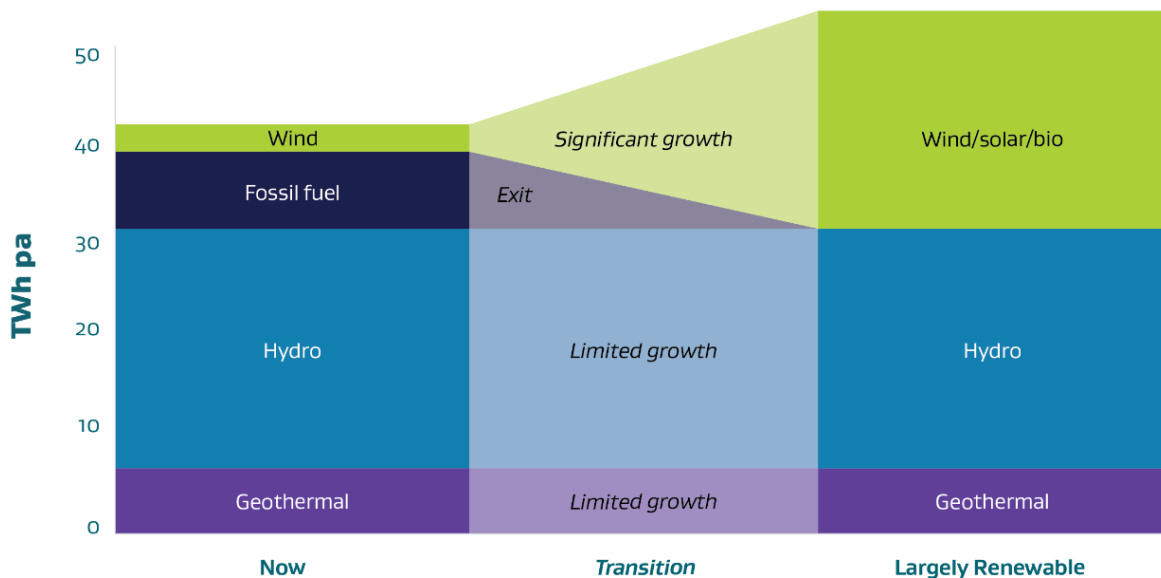 50
40
30
20
10
0
TWh pa
Wind
Significant growth
Wind/solar/bio
Fossil fuel
Exit
Hydro
Limited growth
Hydro
Geothermal
Limited growth
Geothermal
Now
Transition
Largely Renewable